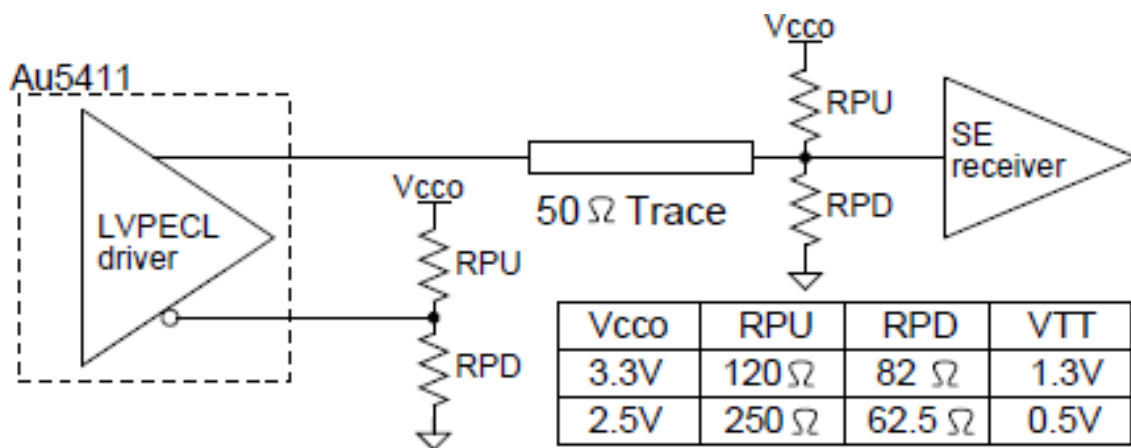 Au5411
LVPECL
driver
Vcco
RPU
RPD
50 Ω Trace
Vcco
RPU
RPD
SE
receiver
Vcco RPU RPD VTT
3.3V 120 Ω 82 Ω 1.3V
2.5V 250 Ω 62.5 Ω 0.5V